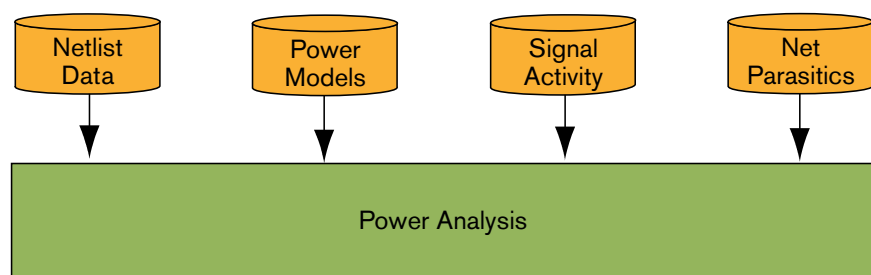 Netlist
Data
Power
Models
Signal
Activity
Net
Parasitics
Power Analysis